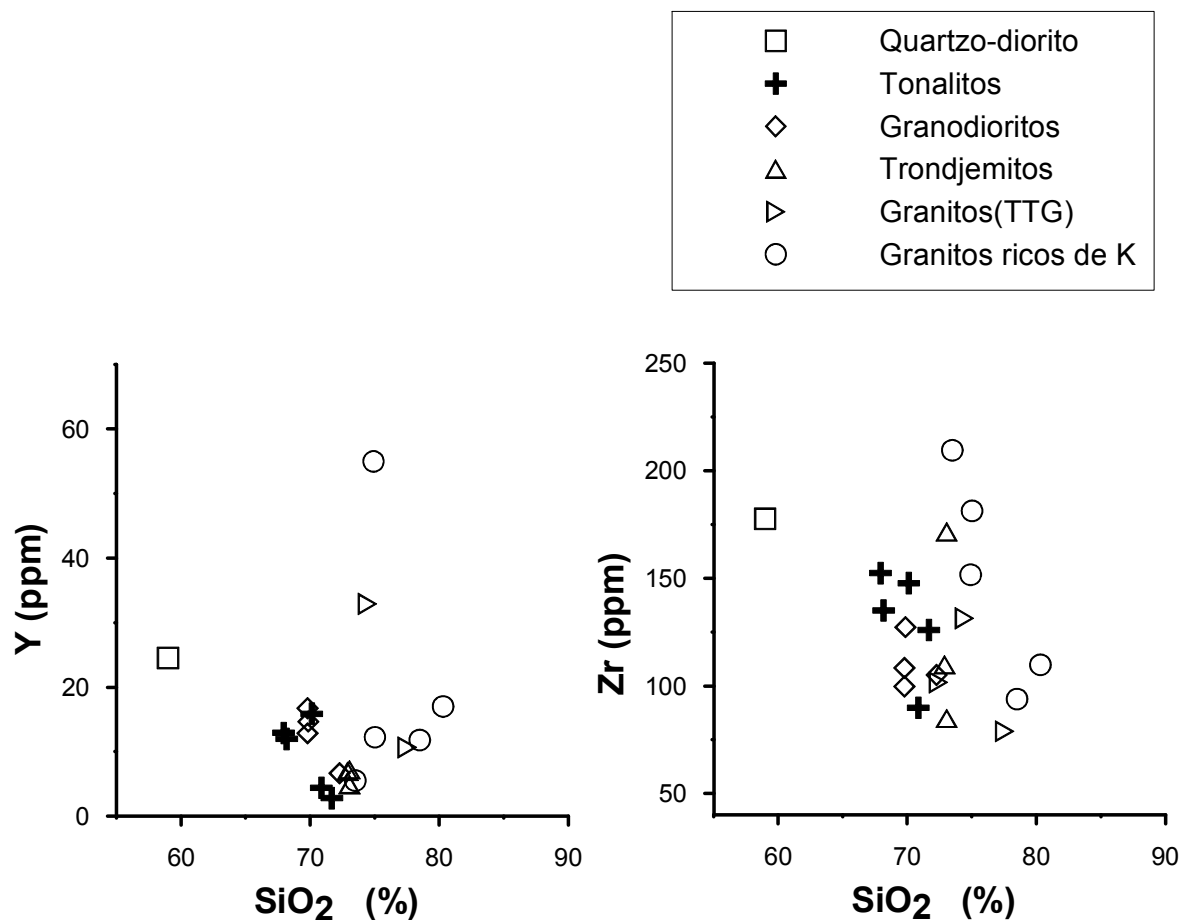 Quartzo-diorito
Tonalitos
Granodioritos
Trondjemitos
Granitos(TTG)
Granitos ricos de K
60
40
20
0
Y (ppm)
60 70 80 90
SiO2 (%)
250
200
150
100
50
Zr (ppm)
60 70 80 90
SiO2 (%)